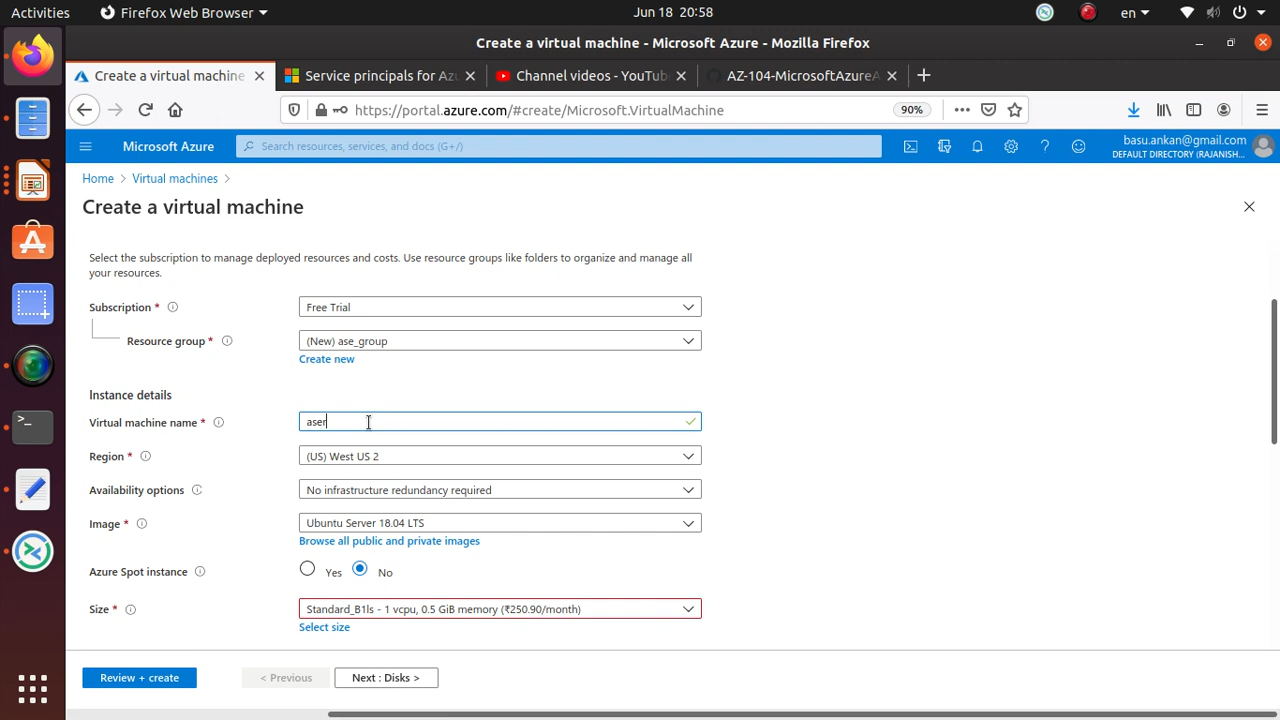 Activities
Firefox Web Browser
Jun 18 20:58
en
Create a virtual machine - Microsoft Azure - Mozilla Firefox
Create a virtual machine
Service principals for Az
Channel videos - YouTub
AZ-104-MicrosoftAzureA
https://portal.azure.com/#create/Microsoft.VirtualMachine
90%
Microsoft Azure
Search resources, services, and docs (G+/)
basu.ankan@gmail.com
DEFAULT DIRECTORY (RAJANISH...
Home > Virtual machines >
Create a virtual machine
Select the subscription to manage deployed resources and costs. Use resource groups like folders to organize and manage all
your resources.
Subscription *
Free Trial
Resource group *
(New) ase_group
Create new
Instance details
Virtual machine name *
aser
Region *
(US) West US 2
Availability options
No infrastructure redundancy required
Image *
Ubuntu Server 18.04 LTS
Browse all public and private images
Azure Spot instance
Yes
No
Size *
Standard_B1ls - 1 vcpu, 0.5 GiB memory (₹250.90/month)
Select size
Review + create
< Previous
Next : Disks >